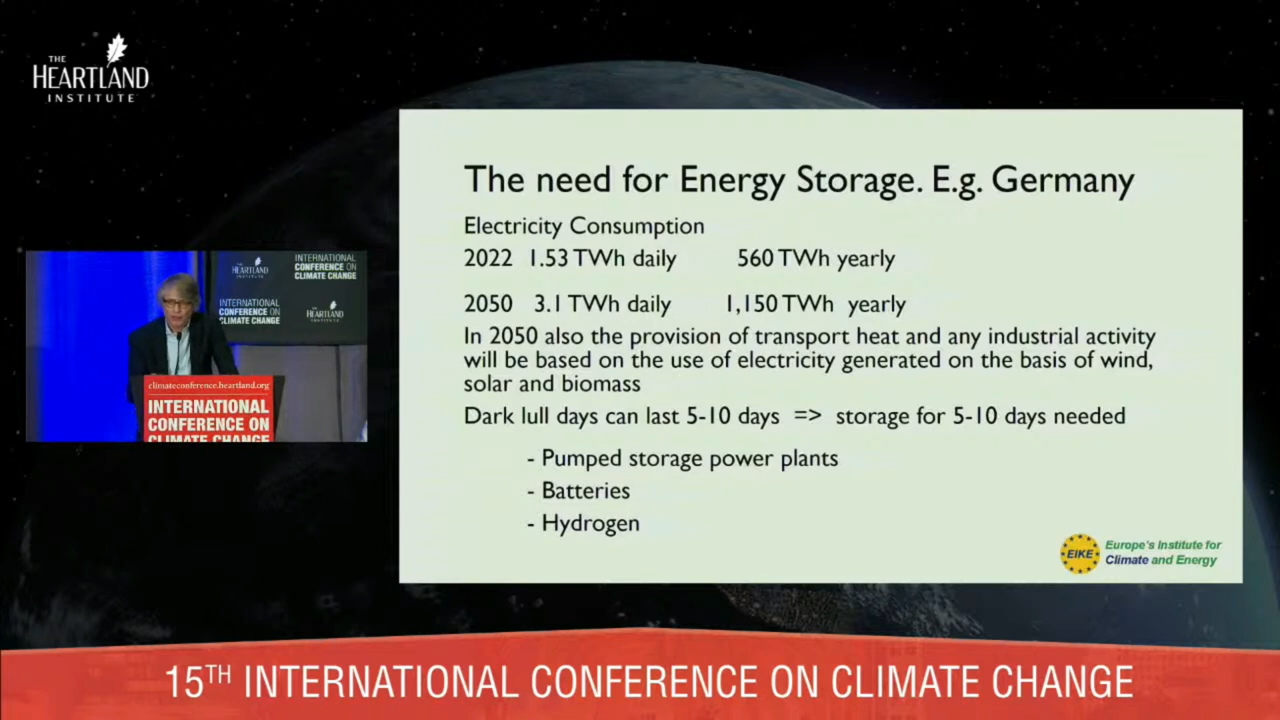 THE
HEARTLAND
INSTITUTE
The need for Energy Storage. E.g. Germany
Electricity Consumption
2022 1.53 TWh daily 560 TWh yearly
2050 3.1 TWh daily 1,150 TWh yearly
In 2050 also the provision of transport heat and any industrial activity
will be based on the use of electricity generated on the basis of wind,
solar and biomass
Dark lull days can last 5-10 days => storage for 5-10 days needed
- Pumped storage power plants
- Batteries
- Hydrogen
EIKE
Europe's Institute for
Climate and Energy
HEARTLAND
INTERNATIONAL
CONFERENCE ON
CLIMATE CHANGE
INTERNATIONAL
CONFERENCE ON
CLIMATE CHANGE
HEARTLAND
climateconference.heartland.org
INTERNATIONAL
CONFERENCE ON
CLIMATE CHANGE
15TH INTERNATIONAL CONFERENCE ON CLIMATE CHANGE